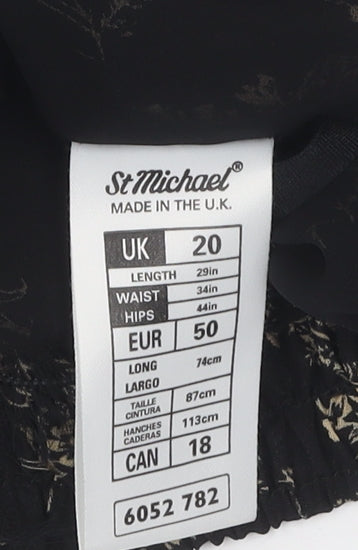 St Michael®
MADE IN THE U.K.
UK 20
LENGTH 29in
WAIST 34in
HIPS 44in
EUR 50
LONG 74cm
LARGO
TAILLE 87cm
CINTURA
HANCHES 113cm
CADERAS
CAN 18
6052 782